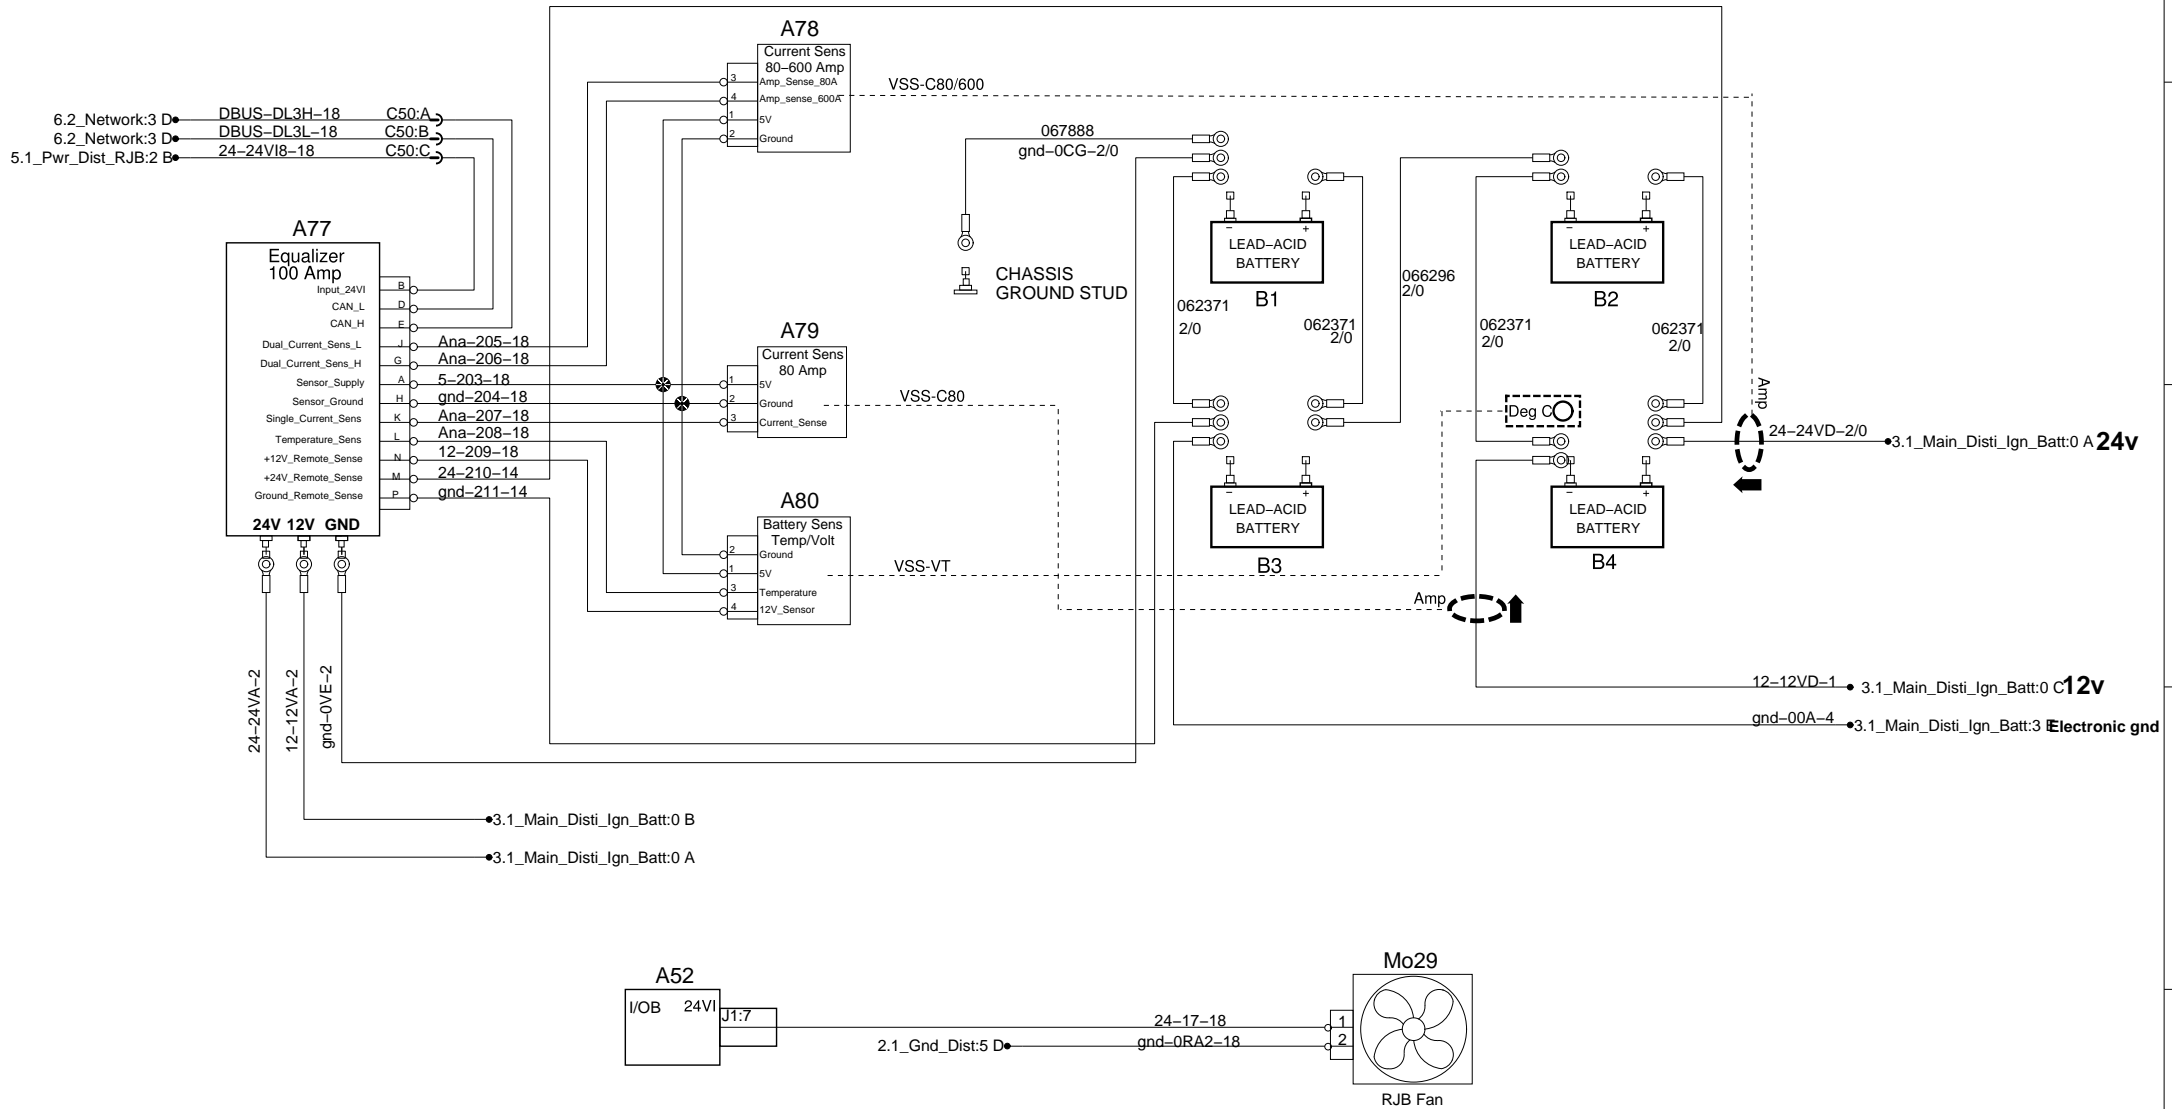 A78
Current Sens
80–600 Amp
3 Amp_Sense_80A
4 Amp_sense_600A
1 5V
2 Ground
VSS-C80/600
6.2_Network:3 D DBUS–DL3H–18 C50:A
6.2_Network:3 D DBUS–DL3L–18 C50:B
5.1_Pwr_Dist_RJB:2 B 24–24VI8–18 C50:C
067888
gnd–0CG–2/0
A77
Equalizer
100 Amp
Input_24VI B
CAN_L D
CAN_H E
Dual_Current_Sens_L J Ana–205–18
Dual_Current_Sens_H G Ana–206–18
Sensor_Supply A 5–203–18
Sensor_Ground H gnd–204–18
Single_Current_Sens K Ana–207–18
Temperature_Sens L Ana–208–18
+12V_Remote_Sense N 12–209–18
+24V_Remote_Sense M 24–210–14
Ground_Remote_Sense P gnd–211–14
24V 12V GND
24–24VA–2
12–12VA–2
gnd–0VE–2
CHASSIS
GROUND STUD
A79
Current Sens
80 Amp
1 5V
2 Ground
3 Current_Sense
VSS-C80
A80
Battery Sens
Temp/Volt
2 Ground
1 5V
3 Temperature
4 12V_Sensor
VSS-VT
– +
LEAD–ACID
BATTERY
B1
– +
LEAD–ACID
BATTERY
B2
062371
2/0
062371
2/0
066296
2/0
062371
2/0
062371
2/0
Deg C
Amp
24–24VD–2/0
3.1_Main_Disti_Ign_Batt:0 A 24v
– +
LEAD–ACID
BATTERY
B3
– +
LEAD–ACID
BATTERY
B4
Amp
12–12VD–1 3.1_Main_Disti_Ign_Batt:0 C 12v
gnd–00A–4 3.1_Main_Disti_Ign_Batt:3 E Electronic gnd
3.1_Main_Disti_Ign_Batt:0 B
3.1_Main_Disti_Ign_Batt:0 A
A52
I/OB 24VI
J1:7
24–17–18
2.1_Gnd_Dist:5 D gnd–0RA2–18
Mo29
1
2
RJB Fan